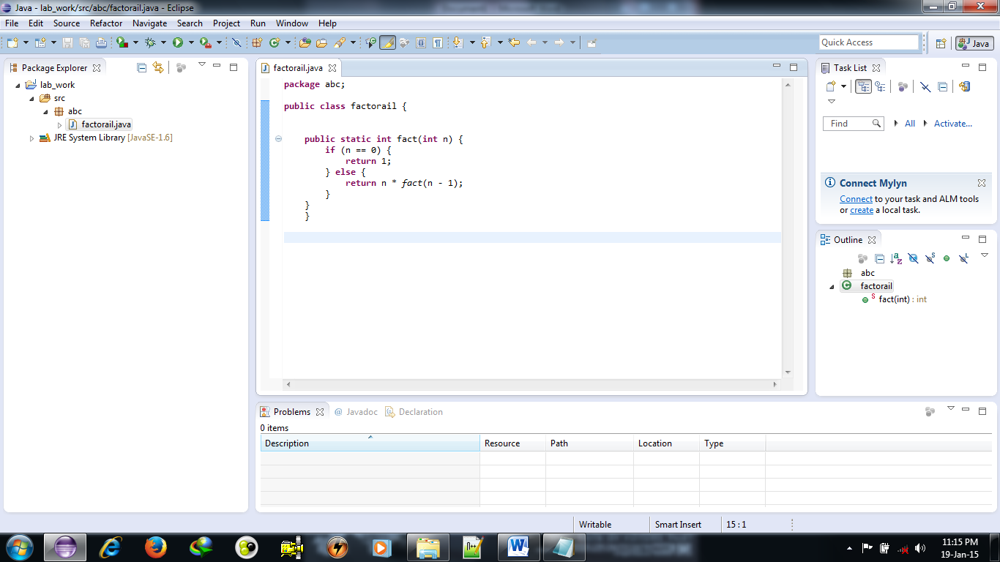 Java - lab_work/src/abc/factorail.java - Eclipse
File Edit Source Refactor Navigate Search Project Run Window Help
Quick Access
Java
Package Explorer
lab_work
src
abc
factorail.java
JRE System Library [JavaSE-1.6]
factorail.java
package abc;
public class factorail {
public static int fact(int n) {
if (n == 0) {
return 1;
} else {
return n * fact(n - 1);
}
}
}
Task List
Find All Activate...
Connect Mylyn
Connect to your task and ALM tools
or create a local task.
Outline
abc
factorail
fact(int) : int
Problems @ Javadoc Declaration
0 items
Description Resource Path Location Type
Writable Smart Insert 15 : 1
11:15 PM
19-Jan-15